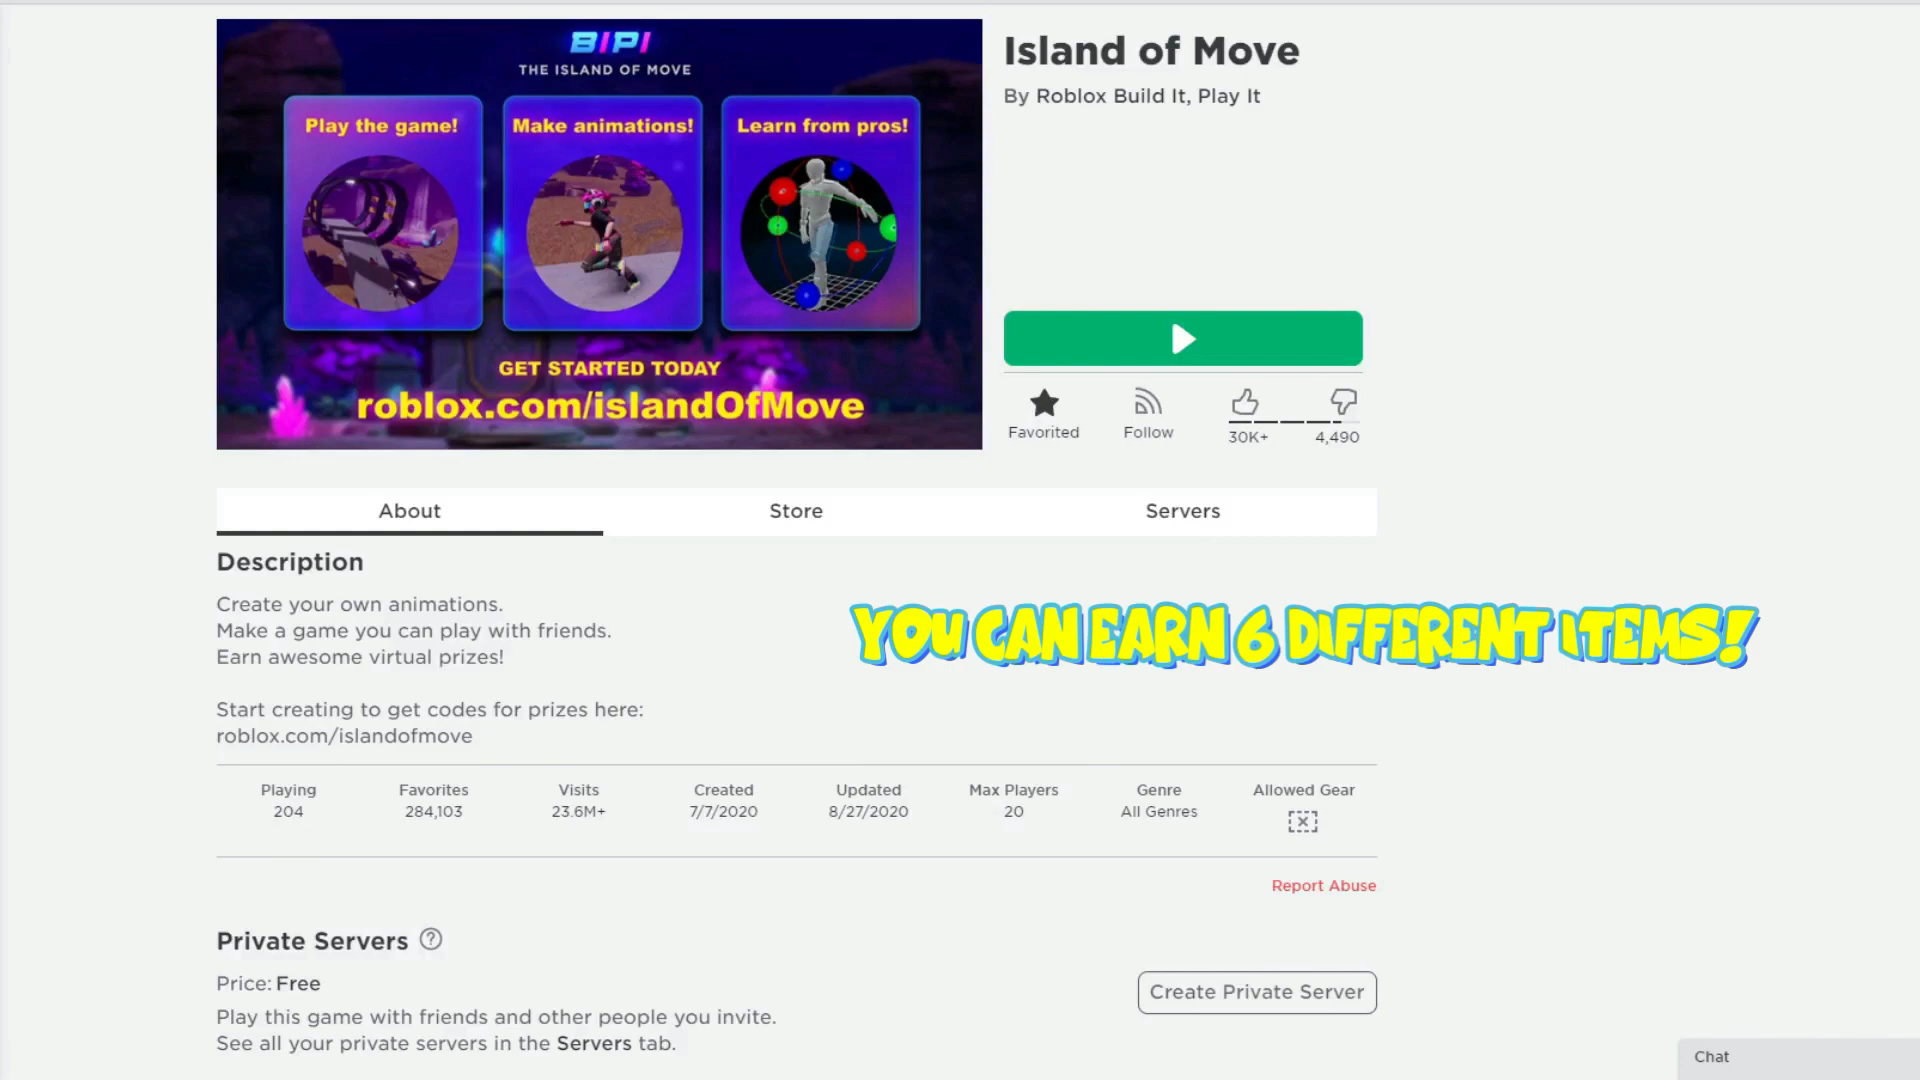 BIPI
THE ISLAND OF MOVE
Play the game!
Make animations!
Learn from pros!
GET STARTED TODAY
roblox.com/islandOfMove
Island of Move
By Roblox Build It, Play It
Favorited
Follow
30K+
4,490
About
Store
Servers
Description
Create your own animations.
Make a game you can play with friends.
Earn awesome virtual prizes!
Start creating to get codes for prizes here:
roblox.com/islandofmove
YOU CAN EARN 6 DIFFERENT ITEMS!
Playing
204
Favorites
284,103
Visits
23.6M+
Created
7/7/2020
Updated
8/27/2020
Max Players
20
Genre
All Genres
Allowed Gear
Report Abuse
Private Servers ?
Price: Free
Play this game with friends and other people you invite.
See all your private servers in the Servers tab.
Create Private Server
Chat